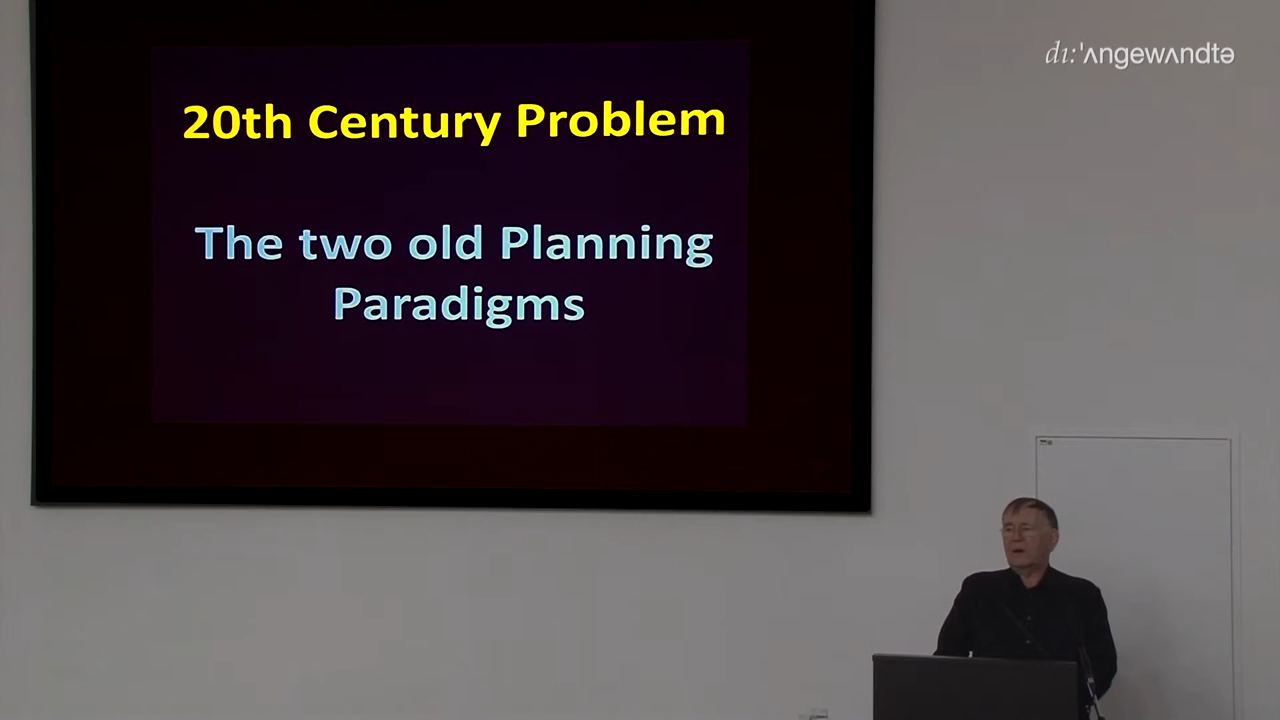 20th Century Problem
The two old Planning
Paradigms
dı:'ʌngewʌndtə